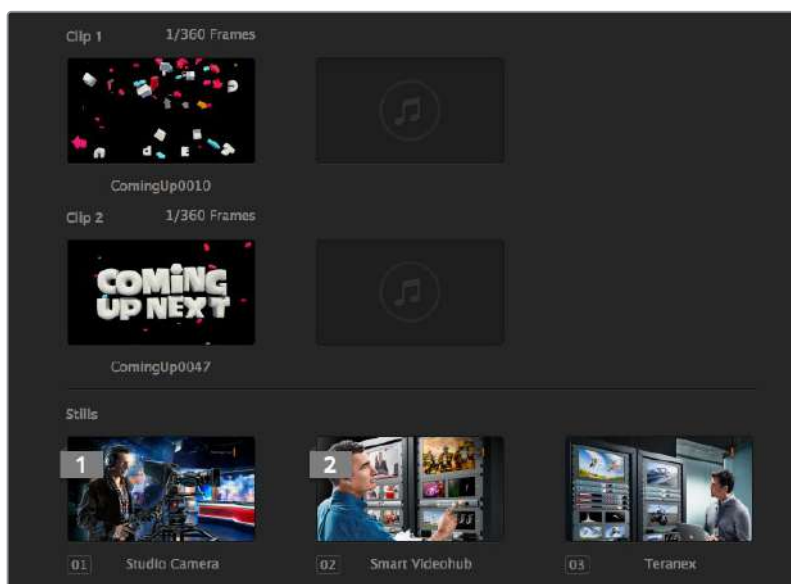 Clip 1 1/360 Frames
ComingUp0010
Clip 2 1/360 Frames
COMiNG
UP NEXT
ComingUp0047
Stills
1 2
01 Studio Camera 02 Smart Videohub 03 Teranex